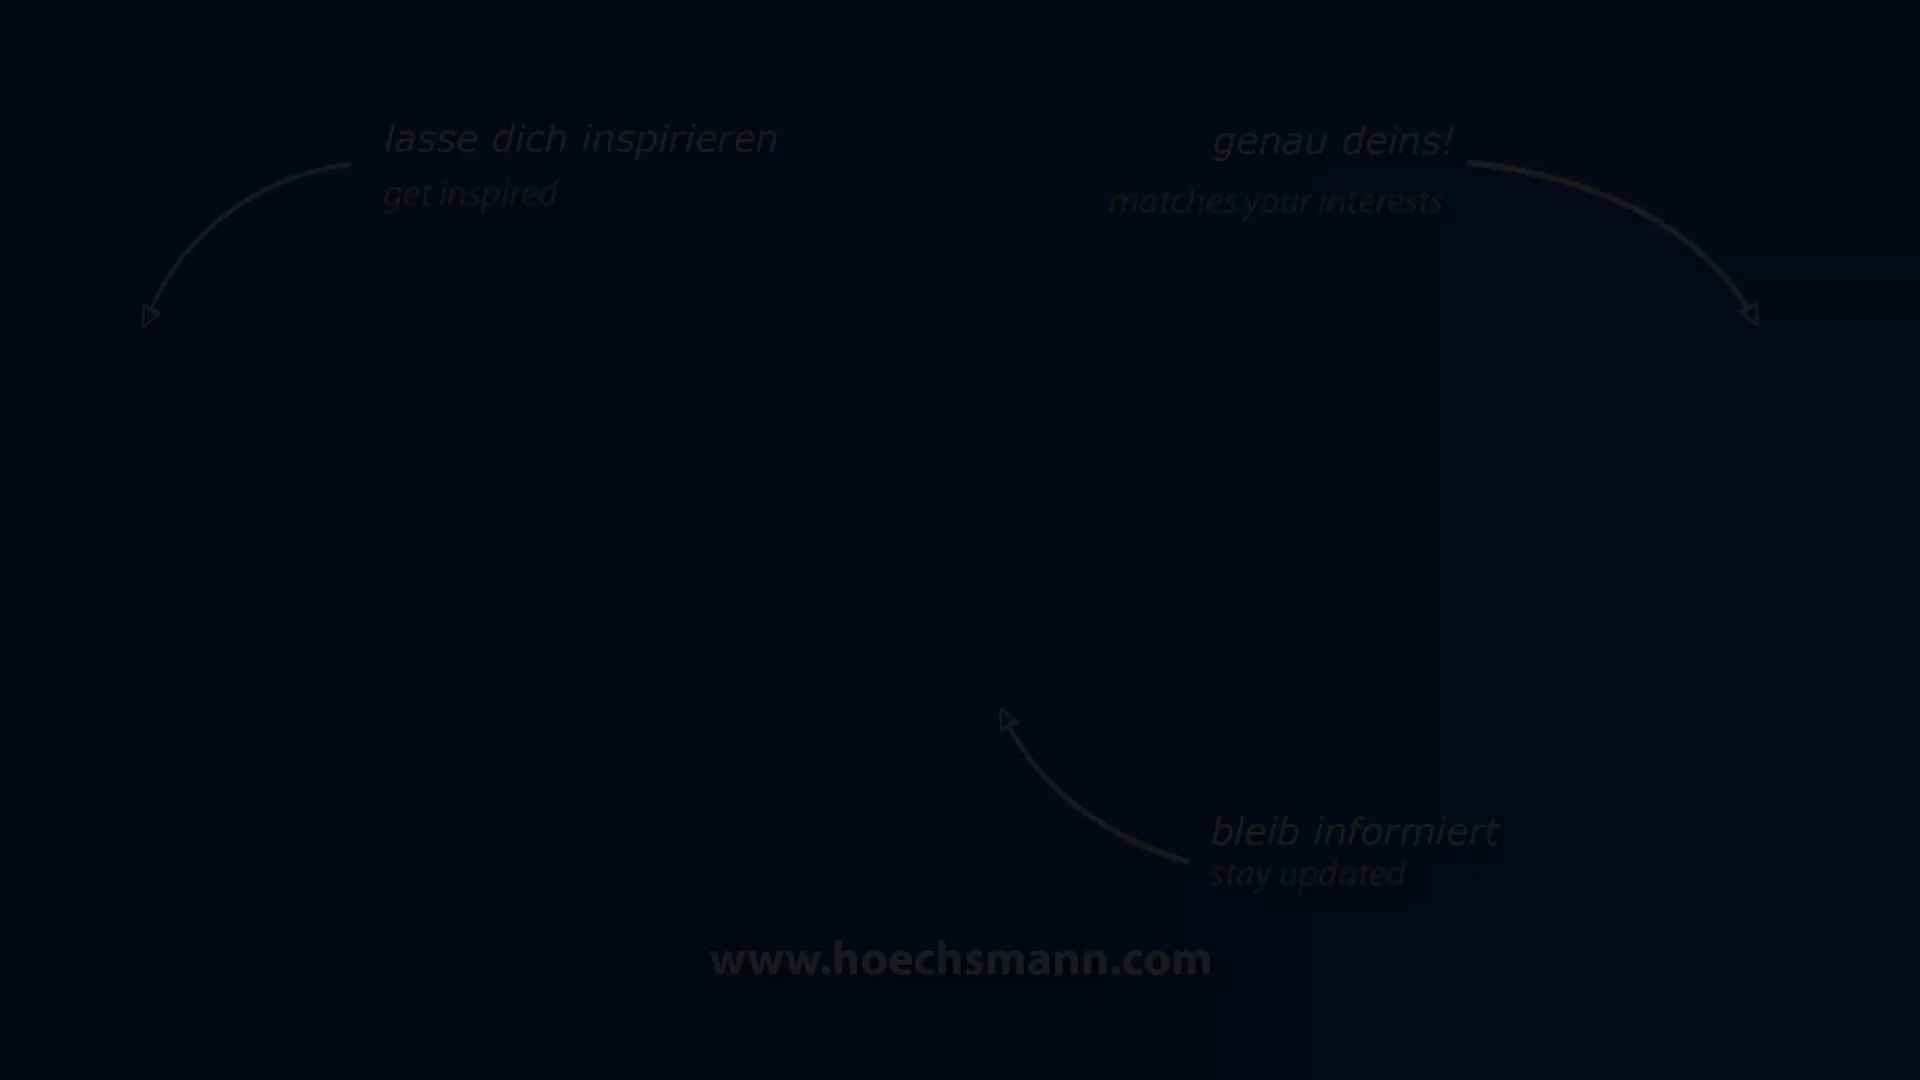 lasse dich inspirieren
get inspired
genau deins!
matches your interests
bleib informiert
stay updated
www.hoechsmann.com